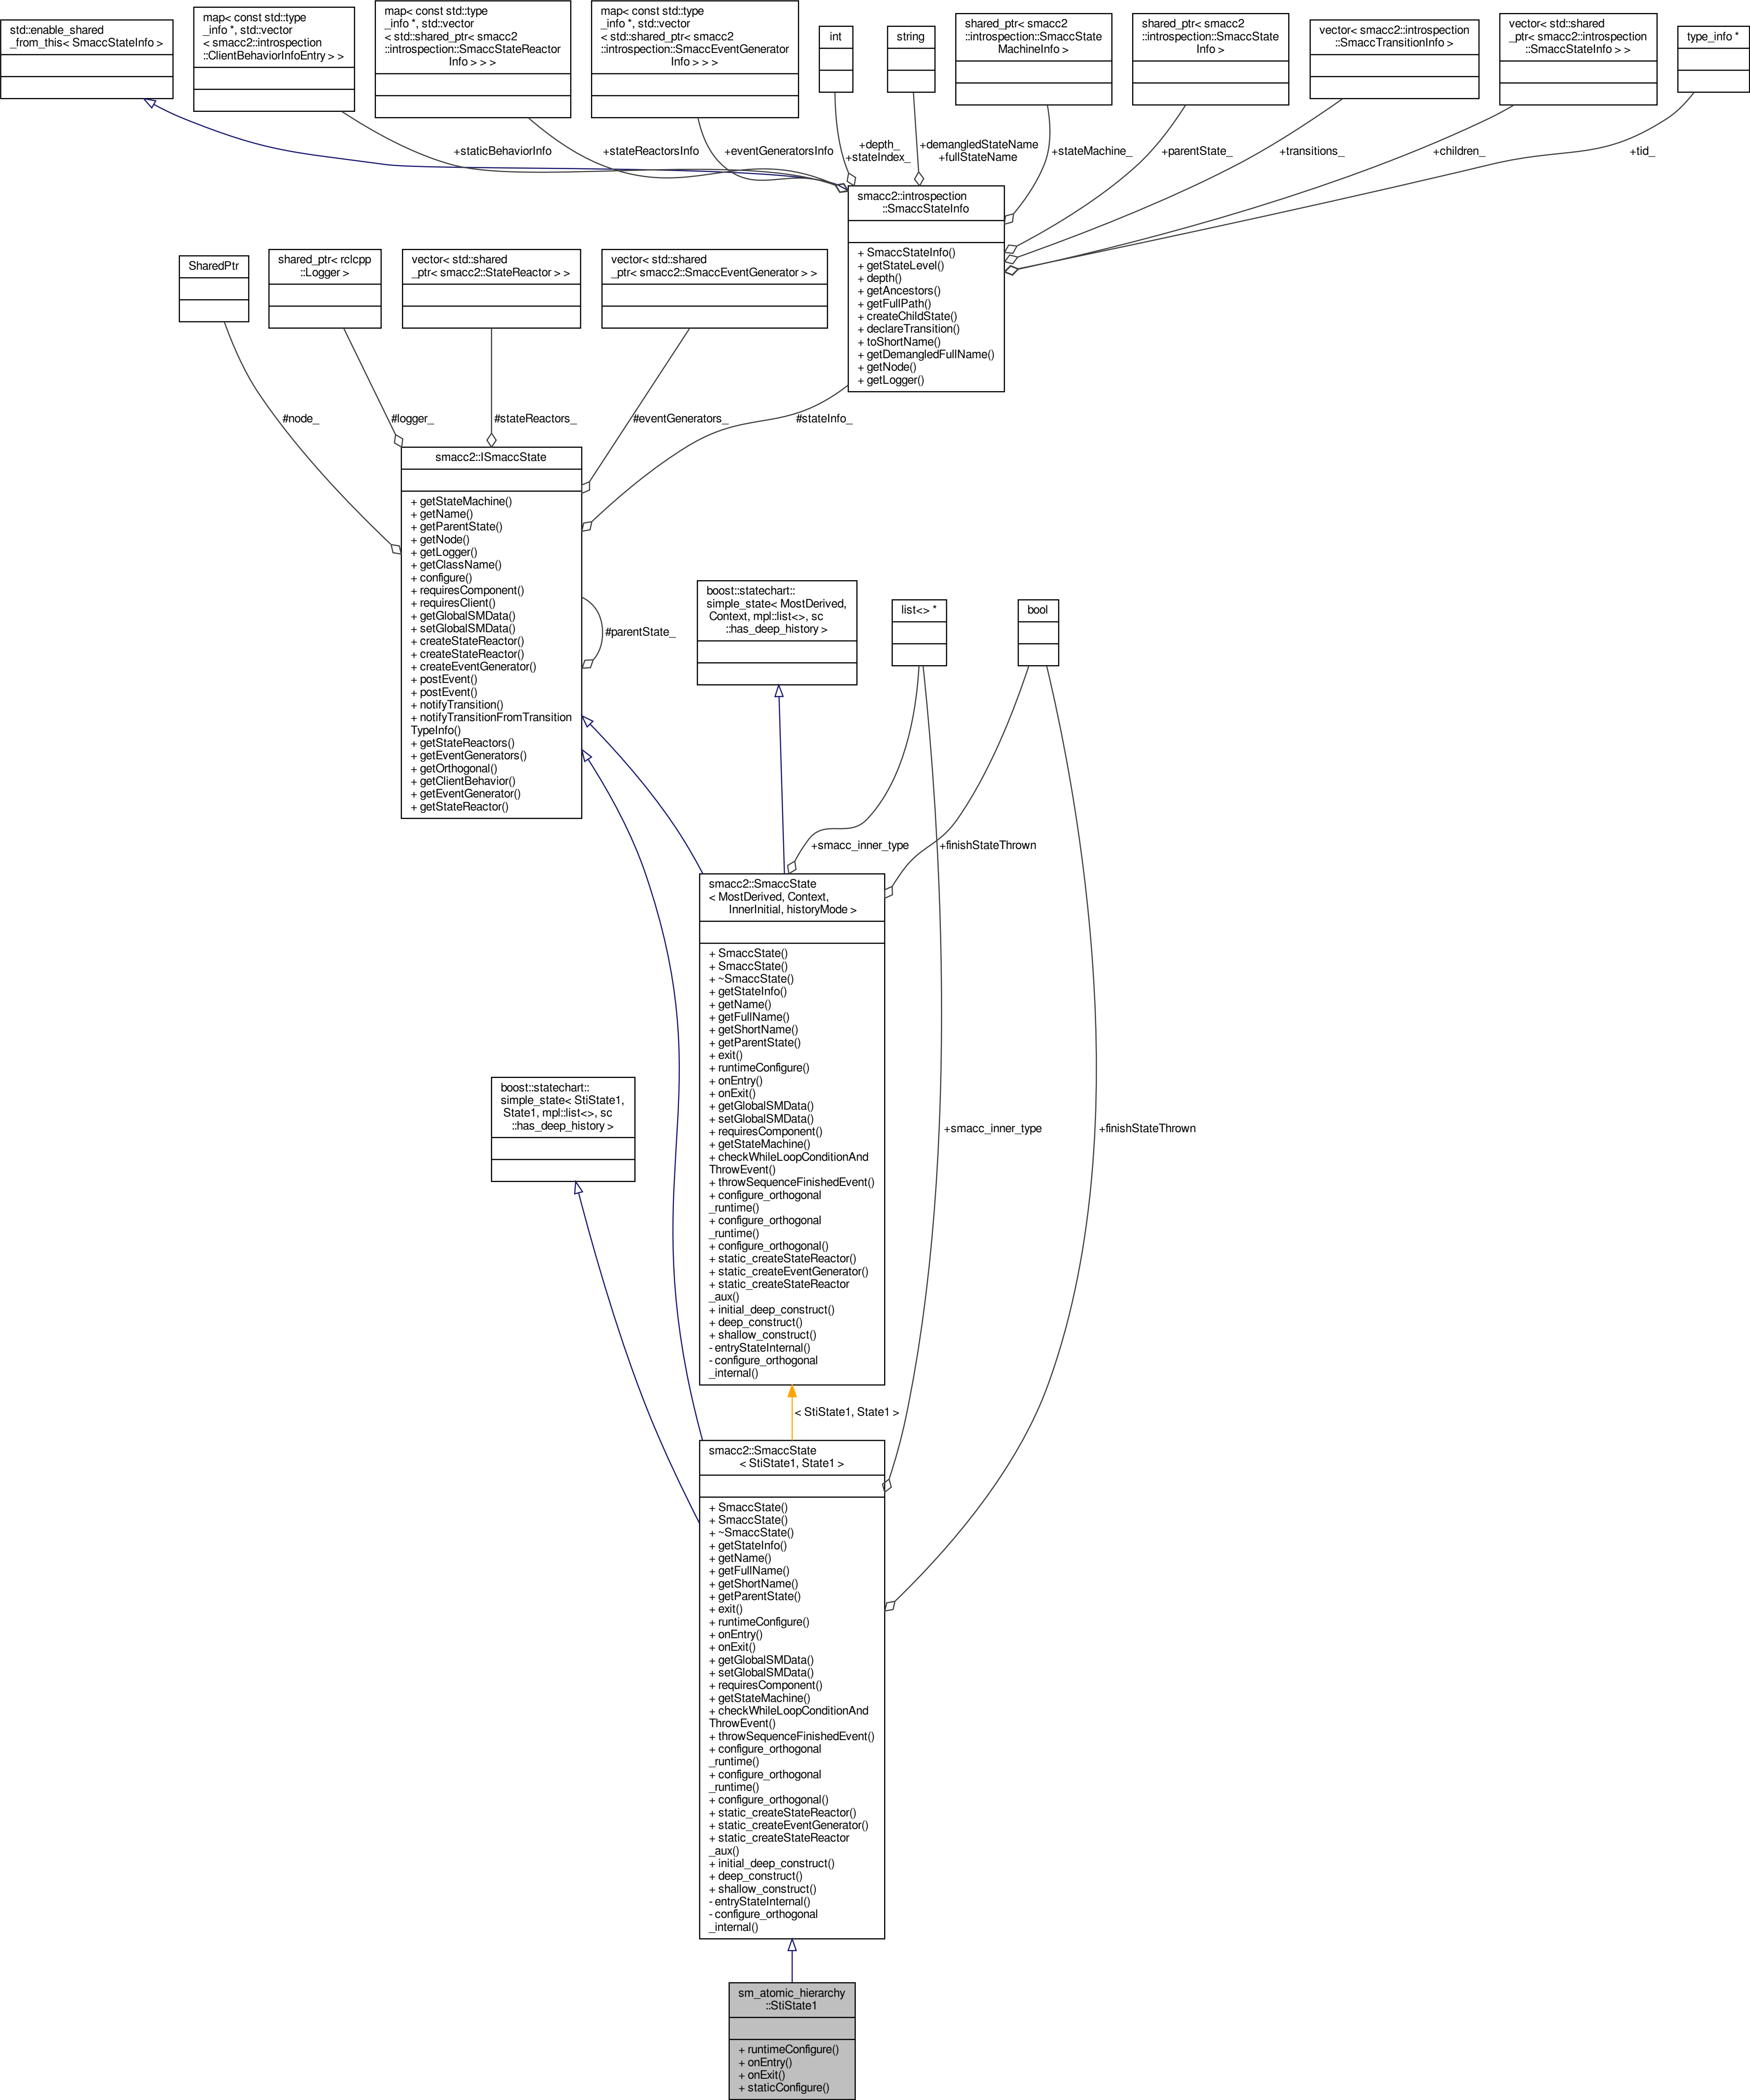 std::enable_shared
_from_this< SmaccStateInfo >
map< const std::type
_info *, std::vector
< smacc2::introspection
::ClientBehaviorInfoEntry > >
map< const std::type
_info *, std::vector
< std::shared_ptr< smacc2
::introspection::SmaccStateReactor
Info > > >
map< const std::type
_info *, std::vector
< std::shared_ptr< smacc2
::introspection::SmaccEventGenerator
Info > > >
int
string
shared_ptr< smacc2
::introspection::SmaccState
MachineInfo >
shared_ptr< smacc2
::introspection::SmaccState
Info >
vector< smacc2::introspection
::SmaccTransitionInfo >
vector< std::shared
_ptr< smacc2::introspection
::SmaccStateInfo > >
type_info *
+staticBehaviorInfo
+stateReactorsInfo
+eventGeneratorsInfo
+depth_
+stateIndex_
+demangledStateName
+fullStateName
+stateMachine_
+parentState_
+transitions_
+children_
+tid_
smacc2::introspection
::SmaccStateInfo
+ SmaccStateInfo()
+ getStateLevel()
+ depth()
+ getAncestors()
+ getFullPath()
+ createChildState()
+ declareTransition()
+ toShortName()
+ getDemangledFullName()
+ getNode()
+ getLogger()
SharedPtr
shared_ptr< rclcpp
::Logger >
vector< std::shared
_ptr< smacc2::StateReactor > >
vector< std::shared
_ptr< smacc2::SmaccEventGenerator > >
#node_
#logger_
#stateReactors_
#eventGenerators_
#stateInfo_
smacc2::ISmaccState
+ getStateMachine()
+ getName()
+ getParentState()
+ getNode()
+ getLogger()
+ getClassName()
+ configure()
+ requiresComponent()
+ requiresClient()
+ getGlobalSMData()
+ setGlobalSMData()
+ createStateReactor()
+ createStateReactor()
+ createEventGenerator()
+ postEvent()
+ postEvent()
+ notifyTransition()
+ notifyTransitionFromTransition
TypeInfo()
+ getStateReactors()
+ getEventGenerators()
+ getOrthogonal()
+ getClientBehavior()
+ getEventGenerator()
+ getStateReactor()
#parentState_
boost::statechart::
simple_state< MostDerived,
Context, mpl::list<>, sc
::has_deep_history >
list<> *
bool
+smacc_inner_type
+finishStateThrown
smacc2::SmaccState
< MostDerived, Context,
InnerInitial, historyMode >
+ SmaccState()
+ SmaccState()
+ ~SmaccState()
+ getStateInfo()
+ getName()
+ getFullName()
+ getShortName()
+ getParentState()
+ exit()
+ runtimeConfigure()
+ onEntry()
+ onExit()
+ getGlobalSMData()
+ setGlobalSMData()
+ requiresComponent()
+ getStateMachine()
+ checkWhileLoopConditionAnd
ThrowEvent()
+ throwSequenceFinishedEvent()
+ configure_orthogonal
_runtime()
+ configure_orthogonal
_runtime()
+ configure_orthogonal()
+ static_createStateReactor()
+ static_createEventGenerator()
+ static_createStateReactor
_aux()
+ initial_deep_construct()
+ deep_construct()
+ shallow_construct()
- entryStateInternal()
- configure_orthogonal
_internal()
boost::statechart::
simple_state< StiState1,
State1, mpl::list<>, sc
::has_deep_history >
+smacc_inner_type
+finishStateThrown
< StiState1, State1 >
smacc2::SmaccState
< StiState1, State1 >
+ SmaccState()
+ SmaccState()
+ ~SmaccState()
+ getStateInfo()
+ getName()
+ getFullName()
+ getShortName()
+ getParentState()
+ exit()
+ runtimeConfigure()
+ onEntry()
+ onExit()
+ getGlobalSMData()
+ setGlobalSMData()
+ requiresComponent()
+ getStateMachine()
+ checkWhileLoopConditionAnd
ThrowEvent()
+ throwSequenceFinishedEvent()
+ configure_orthogonal
_runtime()
+ configure_orthogonal
_runtime()
+ configure_orthogonal()
+ static_createStateReactor()
+ static_createEventGenerator()
+ static_createStateReactor
_aux()
+ initial_deep_construct()
+ deep_construct()
+ shallow_construct()
- entryStateInternal()
- configure_orthogonal
_internal()
sm_atomic_hierarchy
::StiState1
+ runtimeConfigure()
+ onEntry()
+ onExit()
+ staticConfigure()